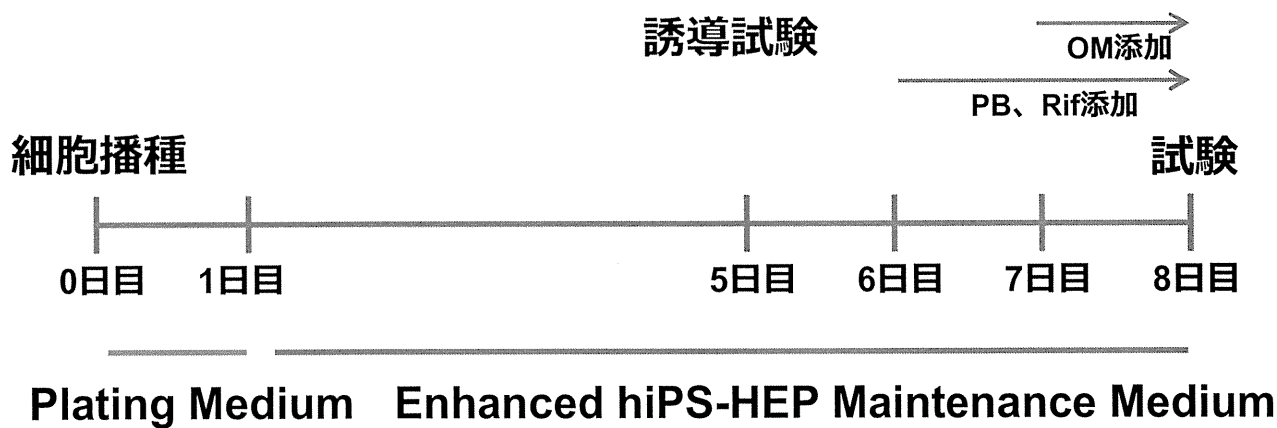 誘導試験
OM添加
PB、Rif添加
細胞播種
試験
0日目 1日目 5日目 6日目 7日目 8日目
Plating Medium Enhanced hiPS-HEP Maintenance Medium